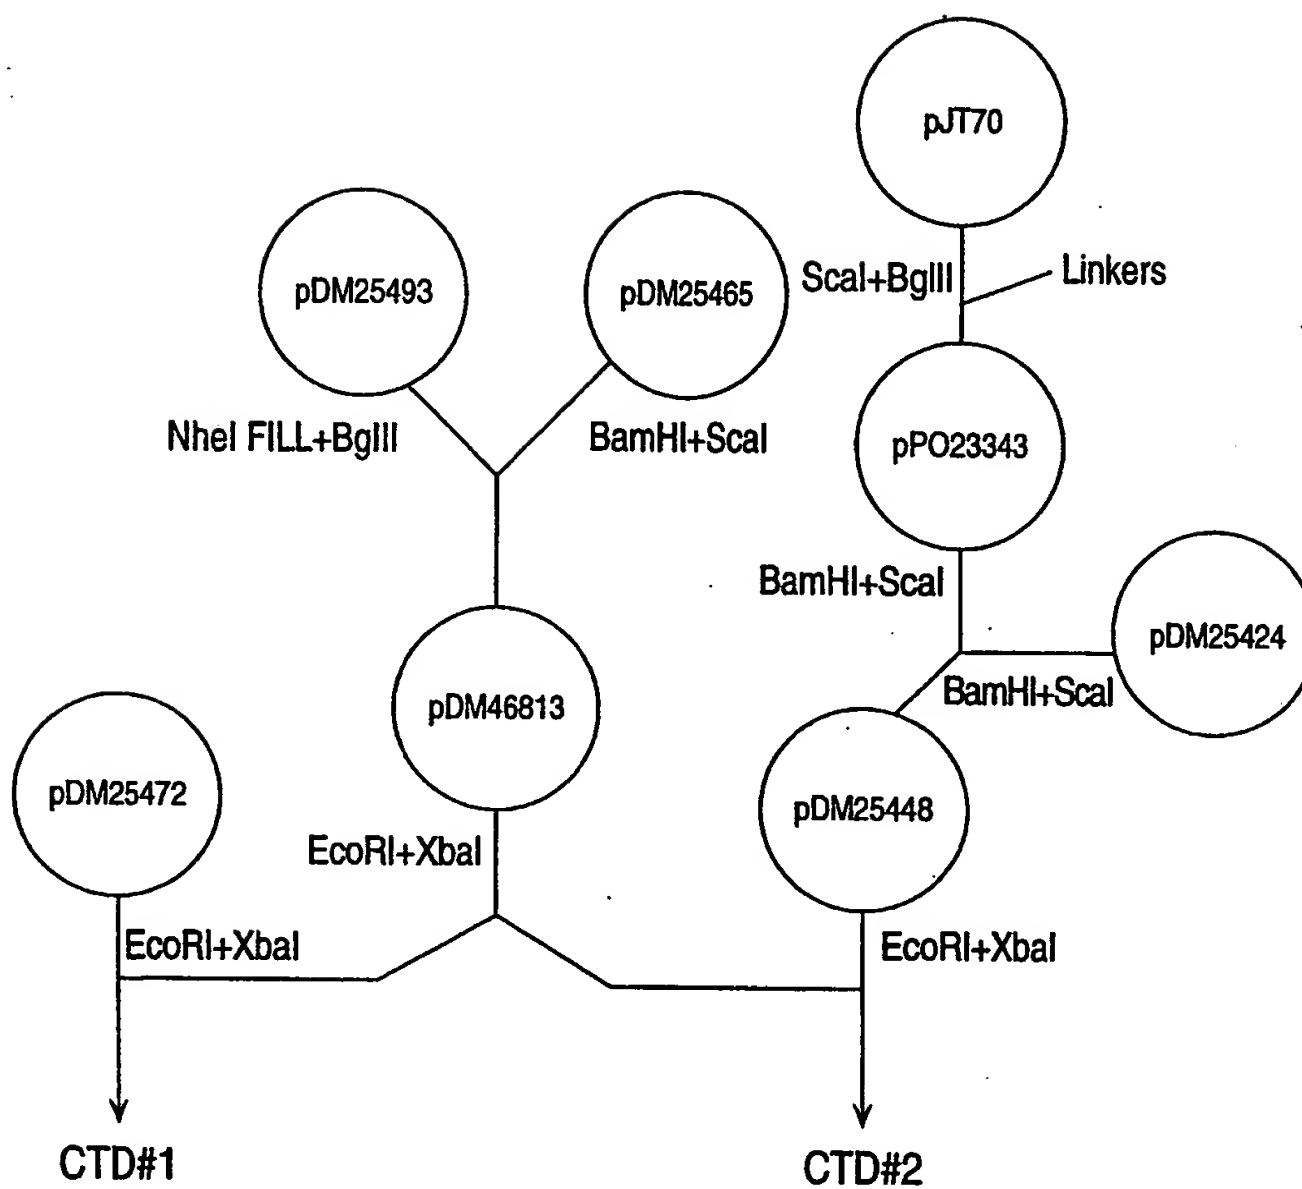 pJT70
pDM25493
pDM25465
ScaI+BglII
Linkers
NheI FILL+BglII
BamHI+ScaI
pPO23343
BamHI+ScaI
pDM25424
BamHI+ScaI
pDM46813
pDM25472
pDM25448
EcoRI+XbaI
EcoRI+XbaI
EcoRI+XbaI
CTD#1
CTD#2